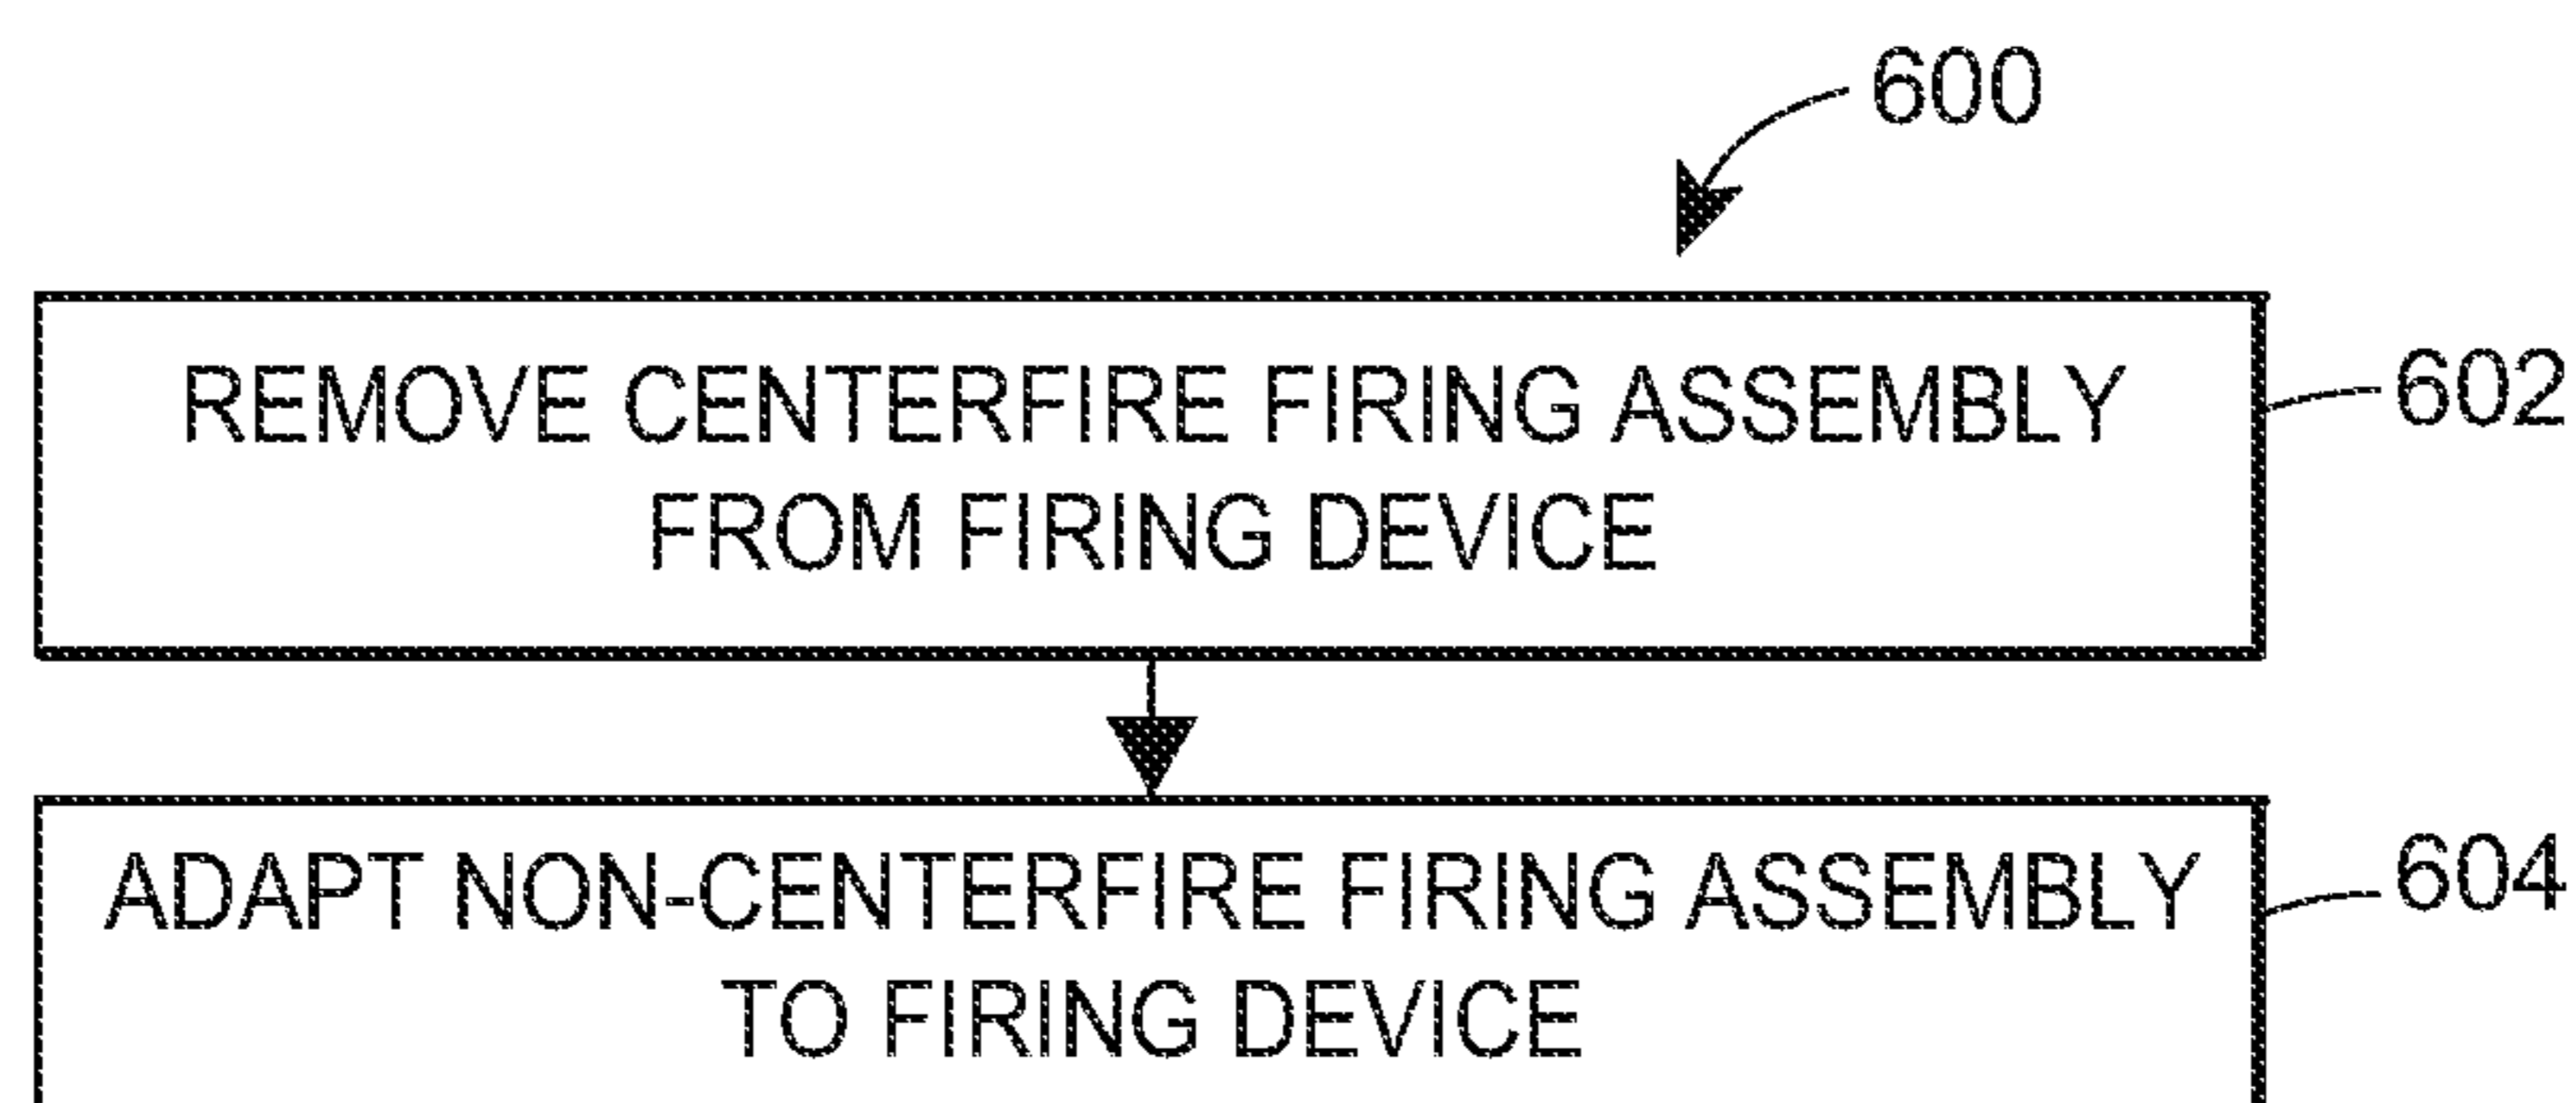 600
REMOVE CENTERFIRE FIRING ASSEMBLY
FROM FIRING DEVICE
602
ADAPT NON-CENTERFIRE FIRING ASSEMBLY
TO FIRING DEVICE
604